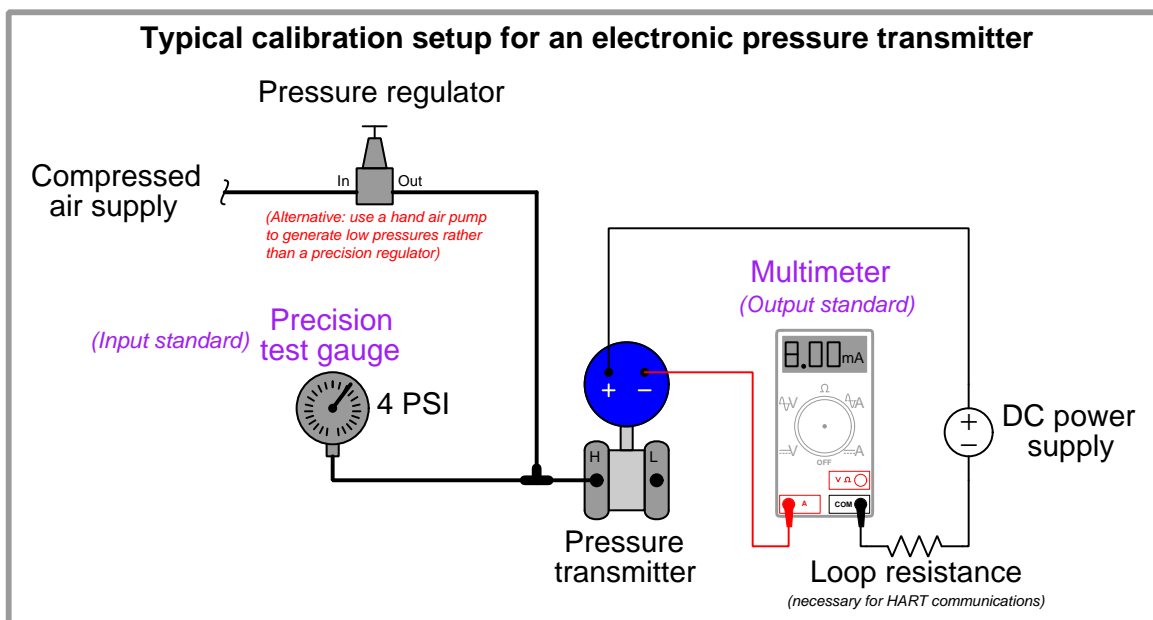 Typical calibration setup for an electronic pressure transmitter
Pressure regulator
Compressed
air supply
In
Out
(Alternative: use a hand air pump
to generate low pressures rather
than a precision regulator)
Multimeter
(Output standard)
(Input standard)
Precision
test gauge
4 PSI
8.00 mA
Ω
V
A
V
A
OFF
V Ω
A
COM
+ −
+
−
DC power
supply
H
L
Pressure
transmitter
Loop resistance
(necessary for HART communications)